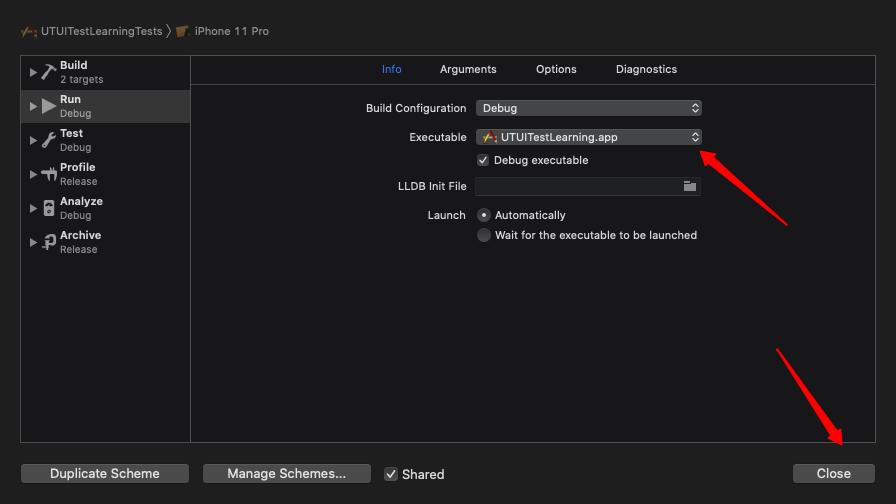 UTUITestLearningTests 〉 iPhone 11 Pro
Info Arguments Options Diagnostics
Build
2 targets
Run
Debug
Test
Debug
Profile
Release
Analyze
Debug
Archive
Release
Build Configuration Debug
Executable UTUITestLearning.app
Debug executable
LLDB Init File
Launch Automatically
Wait for the executable to be launched
Duplicate Scheme Manage Schemes... Shared Close